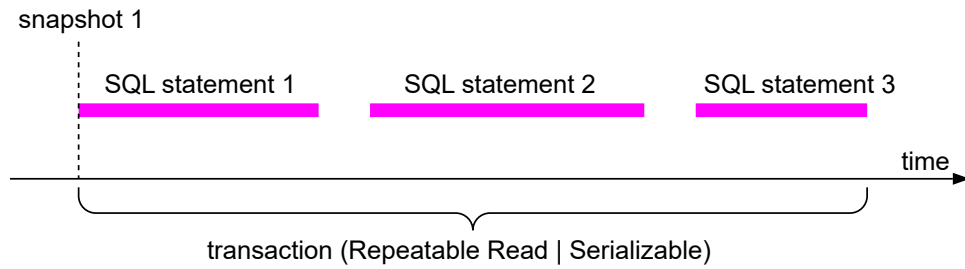 snapshot 1
SQL statement 1
SQL statement 2
SQL statement 3
time
transaction (Repeatable Read | Serializable)